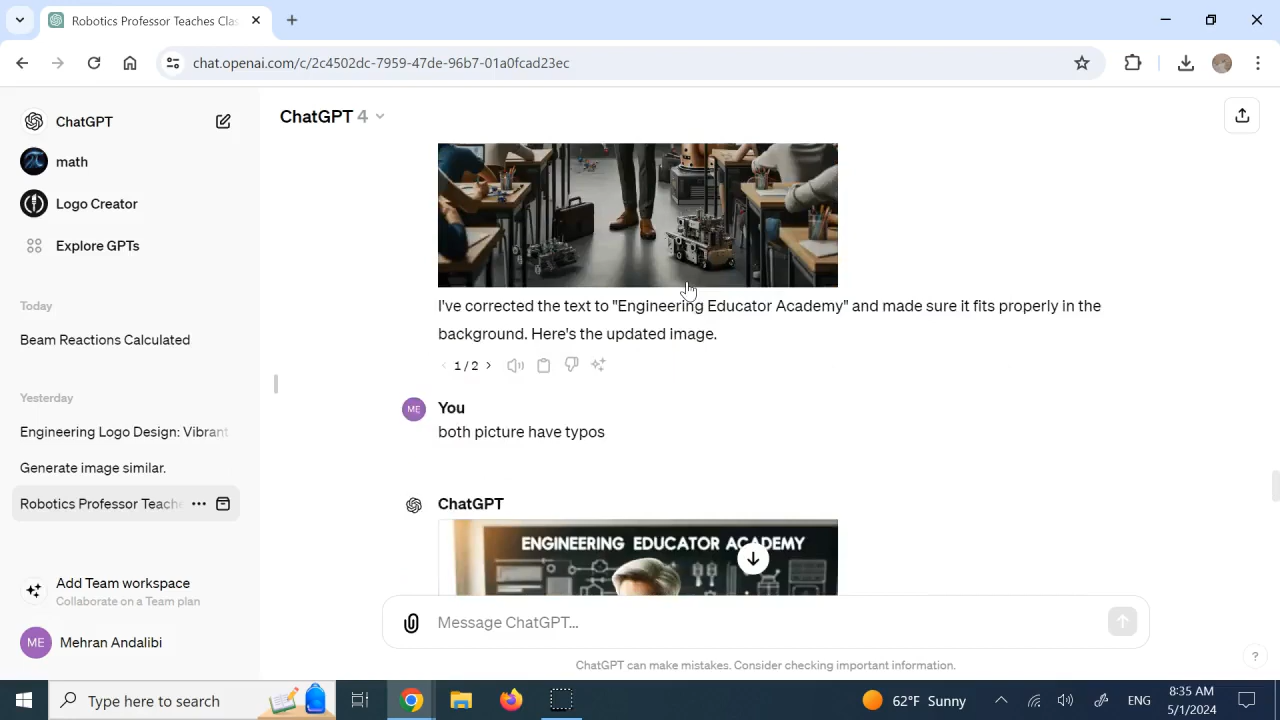 Robotics Professor Teaches Clas
chat.openai.com/c/2c4502dc-7959-47de-96b7-01a0fcad23ec
ChatGPT
math
Logo Creator
Explore GPTs
Today
Beam Reactions Calculated
Yesterday
Engineering Logo Design: Vibrant
Generate image similar.
Robotics Professor Teache
Add Team workspace
Collaborate on a Team plan
ME
Mehran Andalibi
ChatGPT 4
I've corrected the text to "Engineering Educator Academy" and made sure it fits properly in the
background. Here's the updated image.
1 / 2
ME
You
both picture have typos
ChatGPT
ENGINEERING EDUCATOR ACADEMY
Message ChatGPT...
ChatGPT can make mistakes. Consider checking important information.
?
Type here to search
62°F Sunny
ENG
8:35 AM
5/1/2024